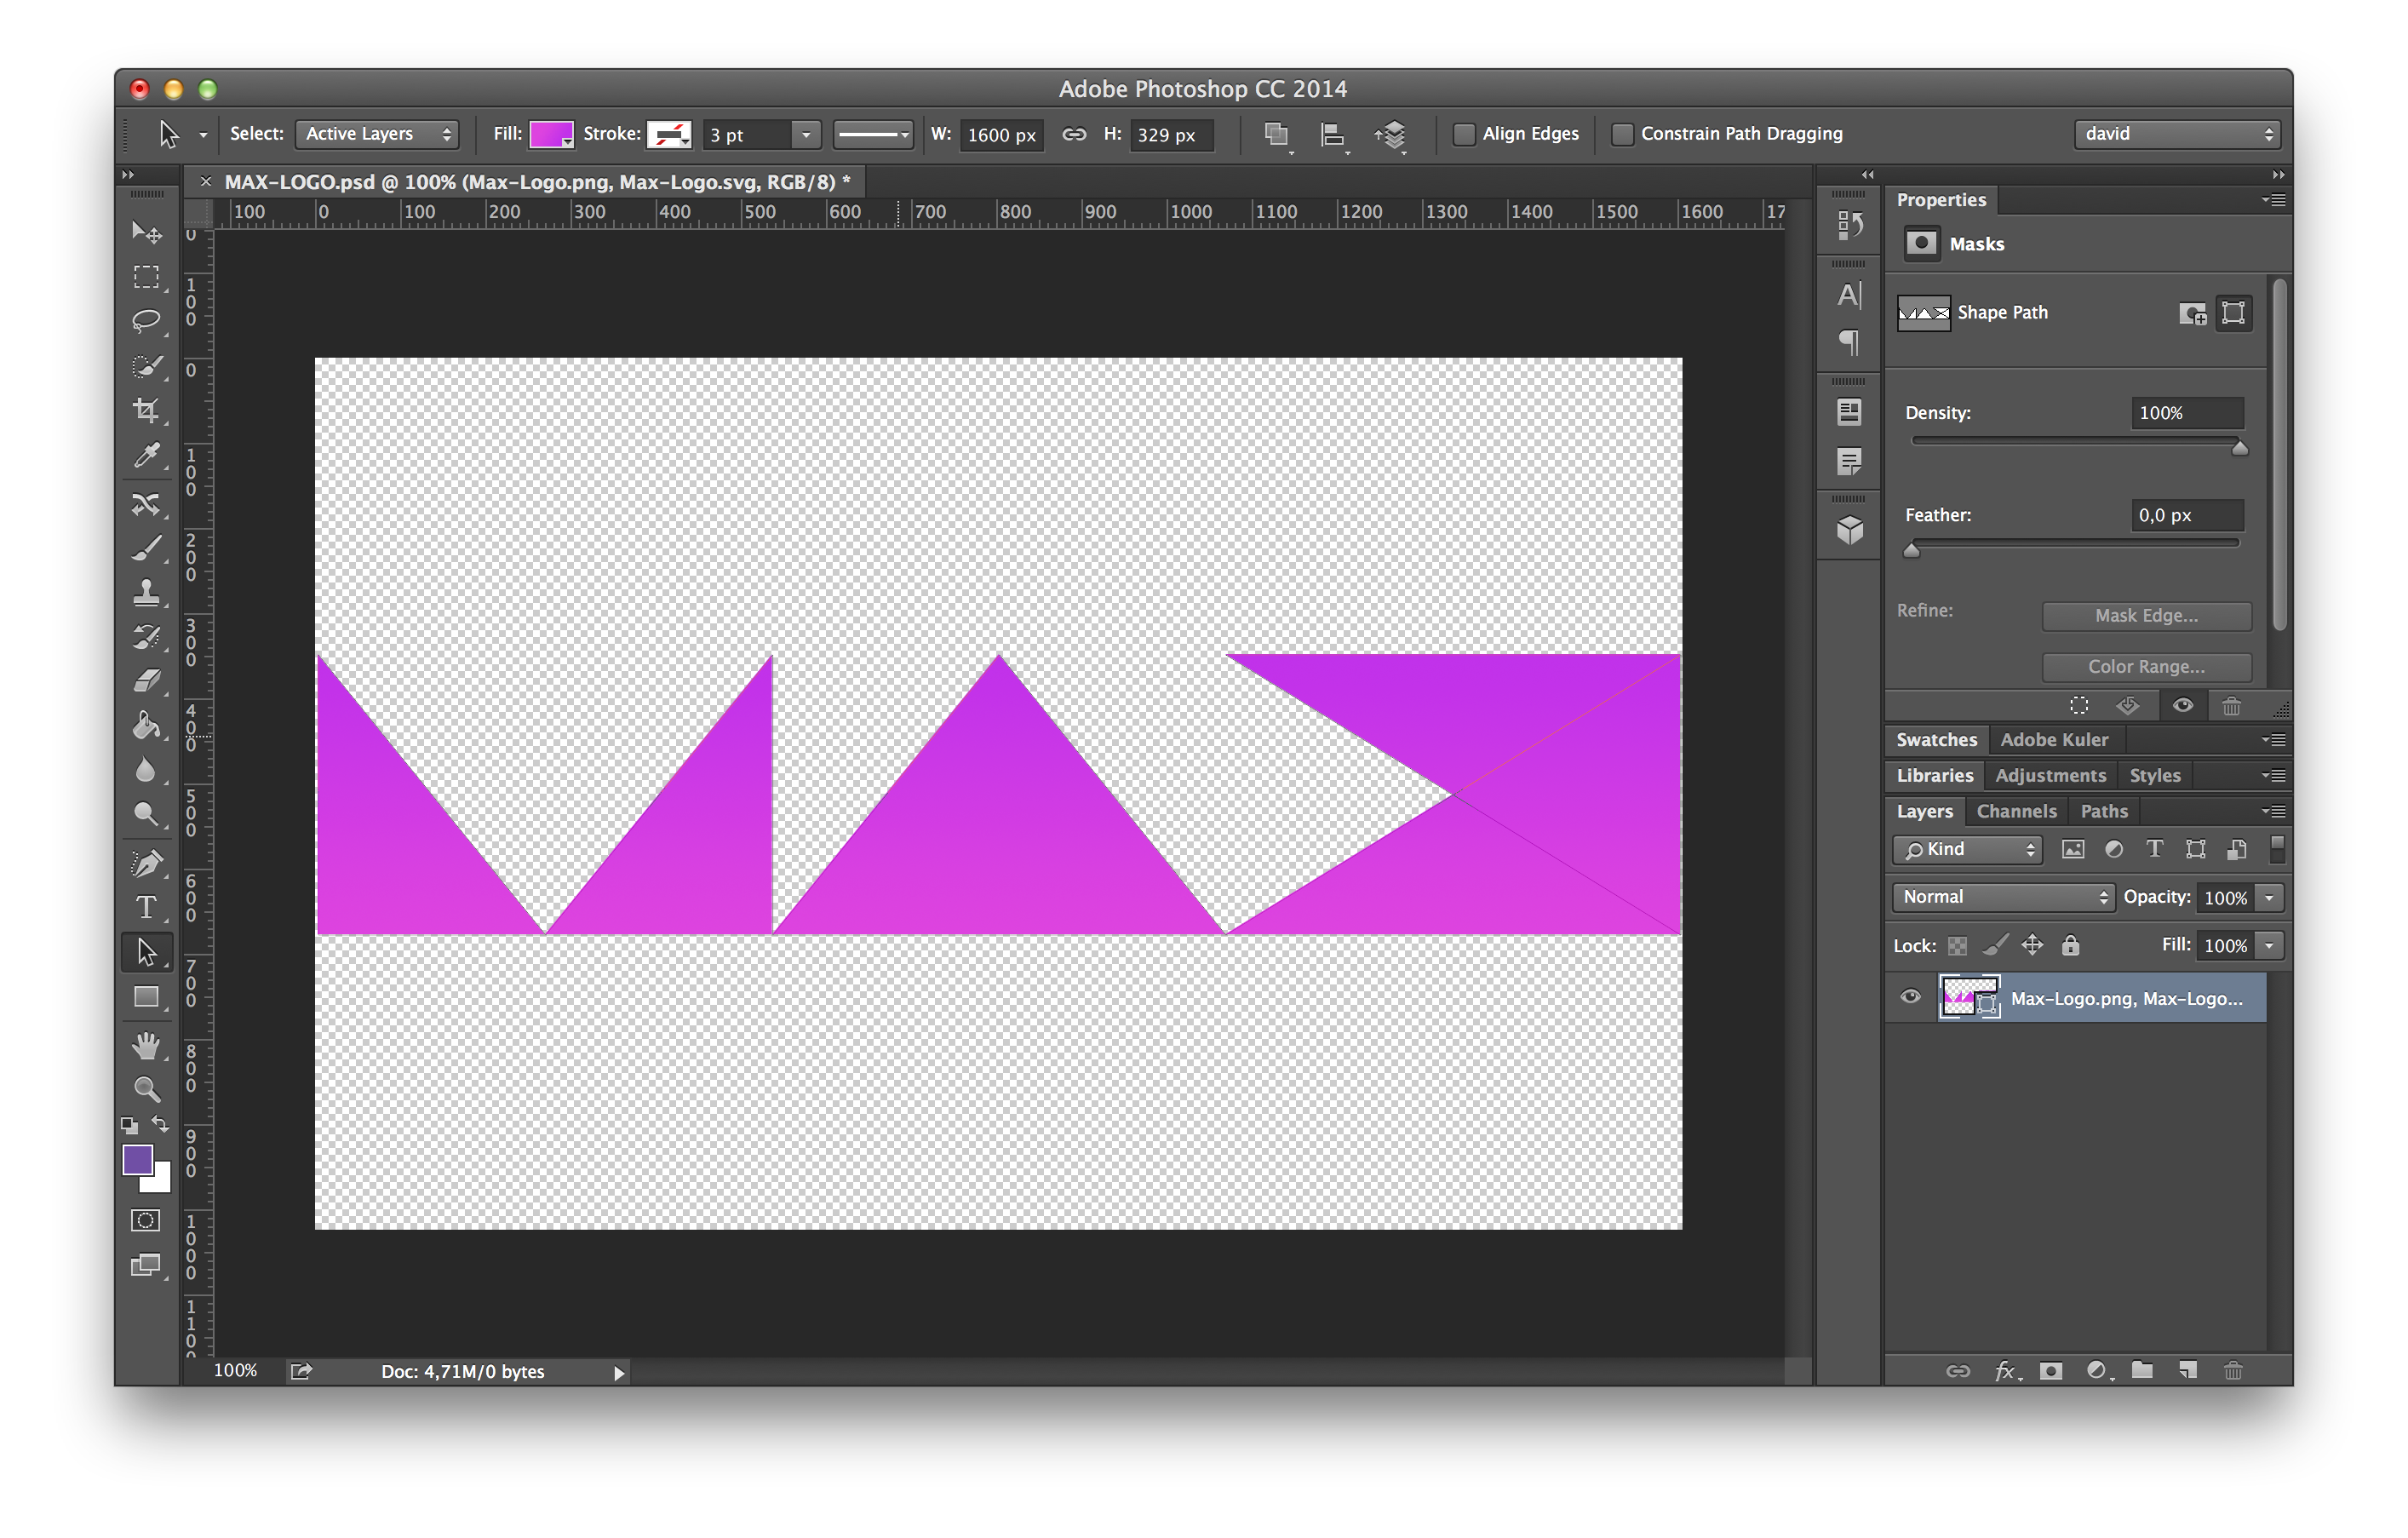 Adobe Photoshop CC 2014
Select: Active Layers Fill: Stroke: 3 pt W: 1600 px H: 329 px Align Edges Constrain Path Dragging david
× MAX-LOGO.psd @ 100% (Max-Logo.png, Max-Logo.svg, RGB/8) *
100 0 100 200 300 400 500 600 700 800 900 1000 1100 1200 1300 1400 1500 1600 17
0
100
0
100
200
300
400
500
600
700
800
900
1000
1100
Properties
Masks
Shape Path
Density: 100%
Feather: 0,0 px
Refine: Mask Edge...
Color Range...
Swatches Adobe Kuler
Libraries Adjustments Styles
Layers Channels Paths
Kind
Normal Opacity: 100%
Lock: Fill: 100%
Max-Logo.png, Max-Logo...
fx
100% Doc: 4,71M/0 bytes